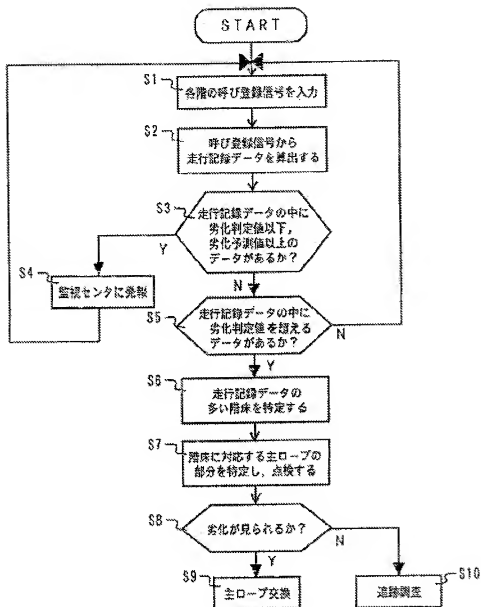 START
S1
各階の呼び登録信号を入力
S2
呼び登録信号から
走行記録データを算出する
S3
走行記録データの中に
劣化判定値以下,
劣化予測値以上の
データがあるか?
Y
N
S4
監視センタに発報
S5
走行記録データの中に
劣化判定値を超える
データがあるか?
N
Y
S6
走行記録データの
多い階床を特定する
S7
階床に対応する主ロープの
部分を特定し、点検する
S8
劣化が見られるか?
N
Y
S9
主ロープ交換
S10
追跡調査